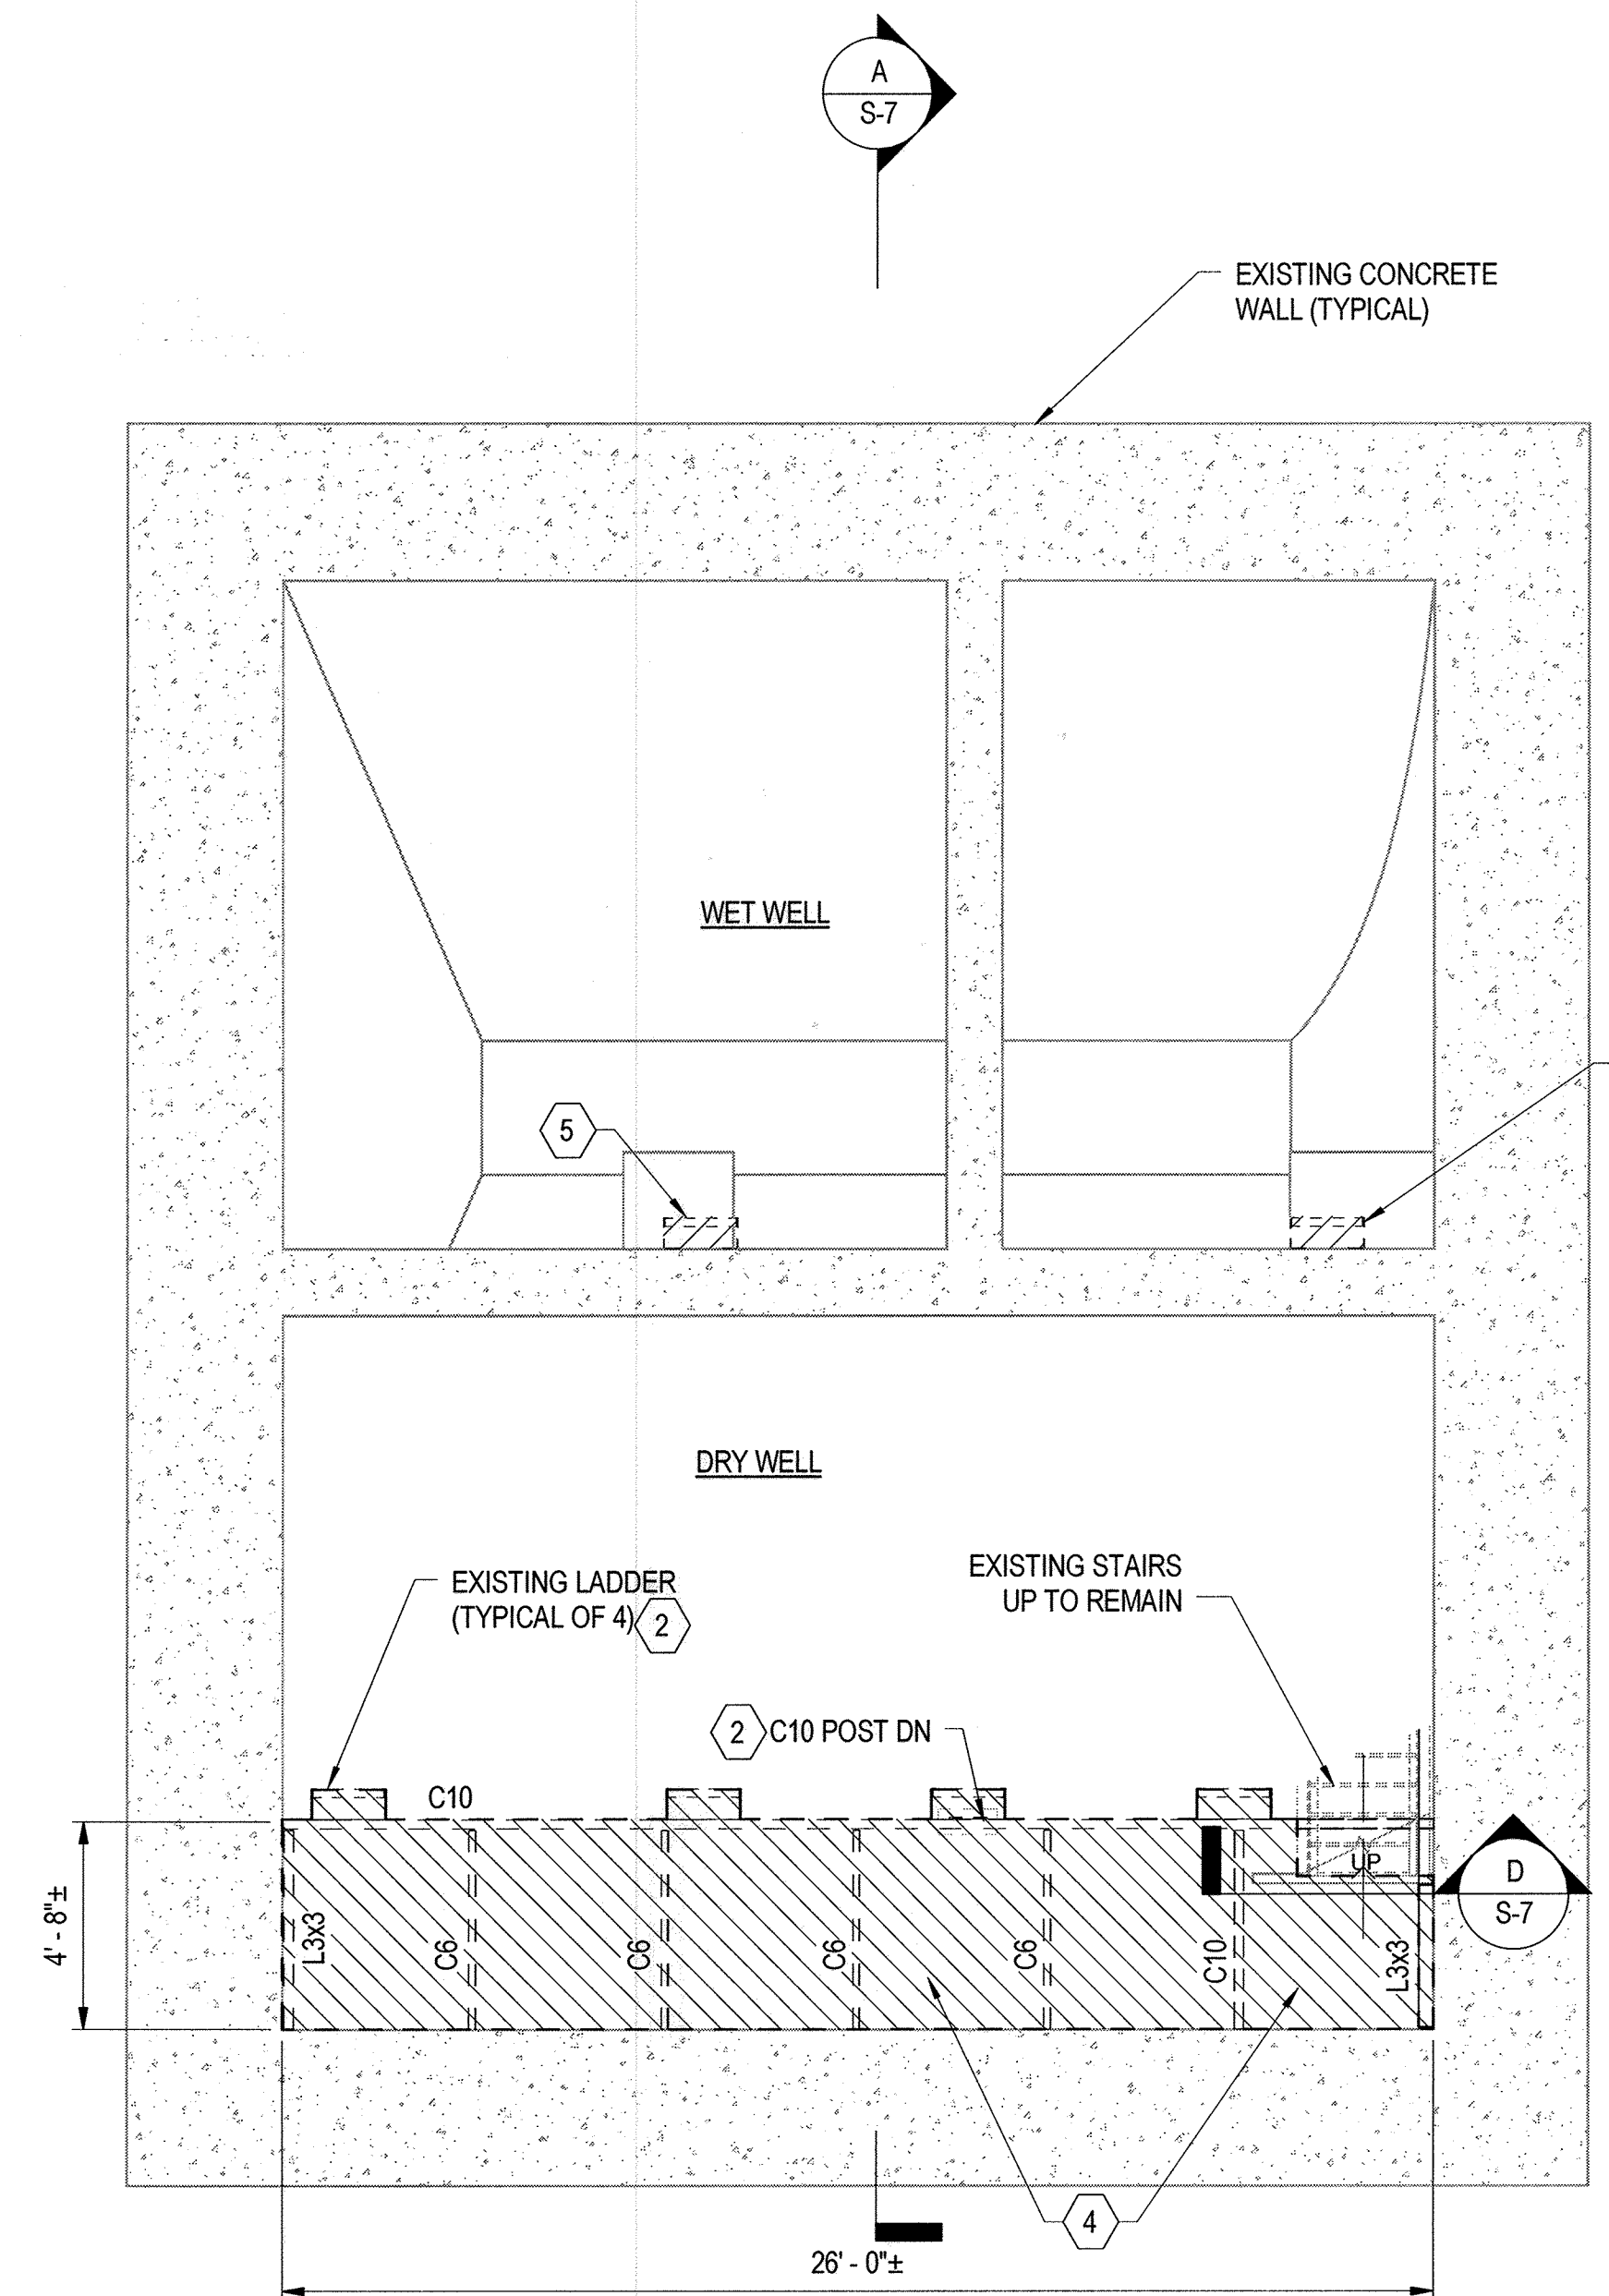 A
S-7
EXISTING CONCRETE
WALL (TYPICAL)
WET WELL
5
DRY WELL
EXISTING LADDER
(TYPICAL OF 4) 2
EXISTING STAIRS
UP TO REMAIN
2 C10 POST DN
C10
UP
D
S-7
4' - 8"±
L3x3
C6
C6
C6
C6
C10
L3x3
4
26' - 0"±